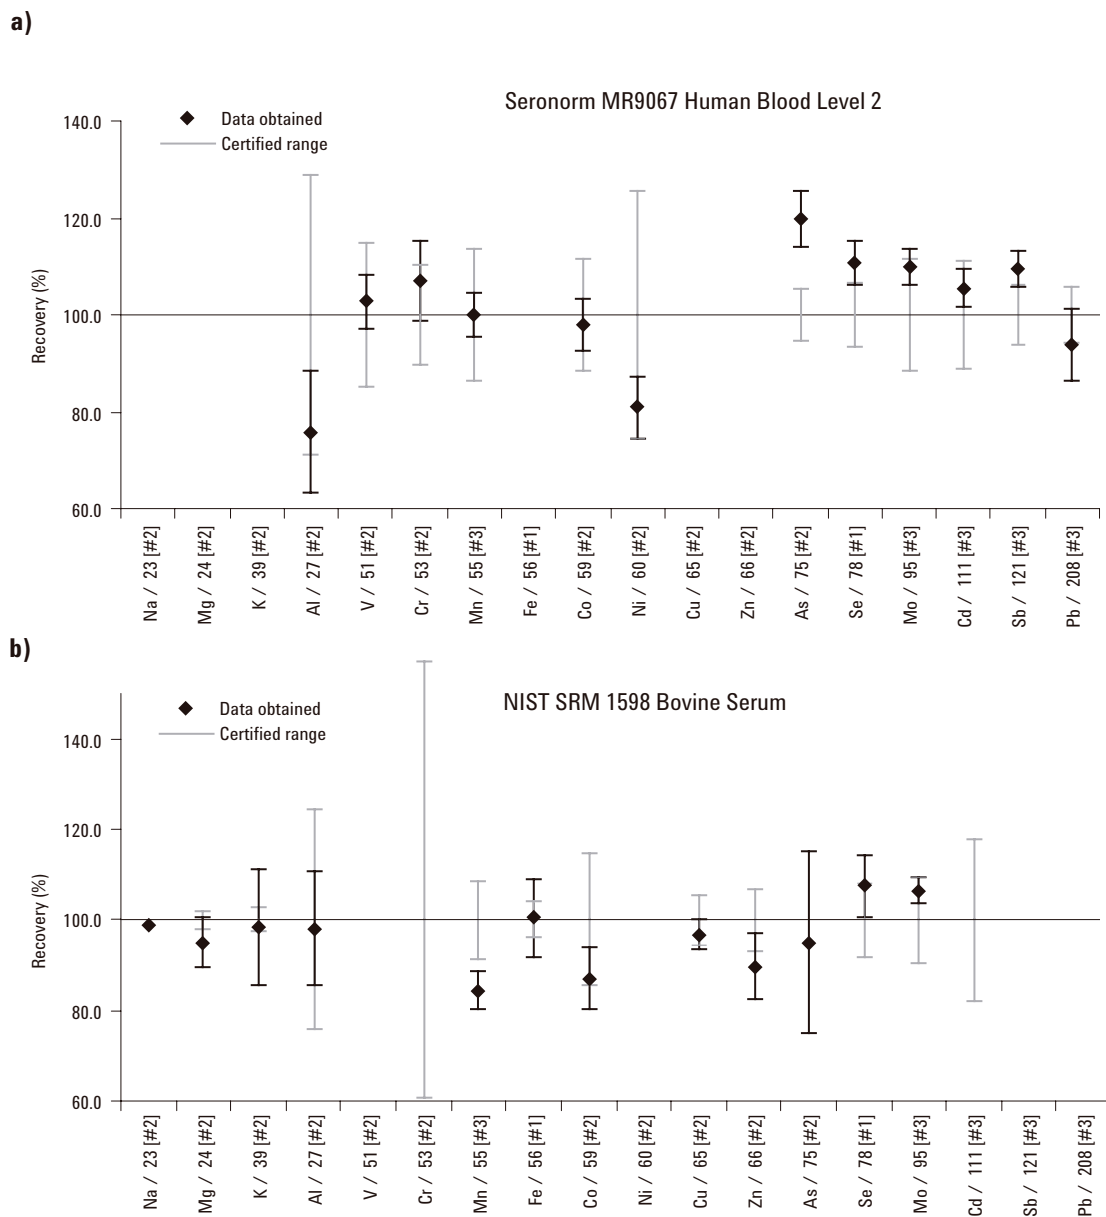 a)
Seronorm MR9067 Human Blood Level 2
Data obtained
Certified range
Recovery (%)
140.0
120.0
100.0
80.0
60.0
Na / 23 [#2]
Mg / 24 [#2]
K / 39 [#2]
Al / 27 [#2]
V / 51 [#2]
Cr / 53 [#2]
Mn / 55 [#3]
Fe / 56 [#1]
Co / 59 [#2]
Ni / 60 [#2]
Cu / 65 [#2]
Zn / 66 [#2]
As / 75 [#2]
Se / 78 [#1]
Mo / 95 [#3]
Cd / 111 [#3]
Sb / 121 [#3]
Pb / 208 [#3]
b)
NIST SRM 1598 Bovine Serum
Data obtained
Certified range
Recovery (%)
140.0
120.0
100.0
80.0
60.0
Na / 23 [#2]
Mg / 24 [#2]
K / 39 [#2]
Al / 27 [#2]
V / 51 [#2]
Cr / 53 [#2]
Mn / 55 [#3]
Fe / 56 [#1]
Co / 59 [#2]
Ni / 60 [#2]
Cu / 65 [#2]
Zn / 66 [#2]
As / 75 [#2]
Se / 78 [#1]
Mo / 95 [#3]
Cd / 111 [#3]
Sb / 121 [#3]
Pb / 208 [#3]